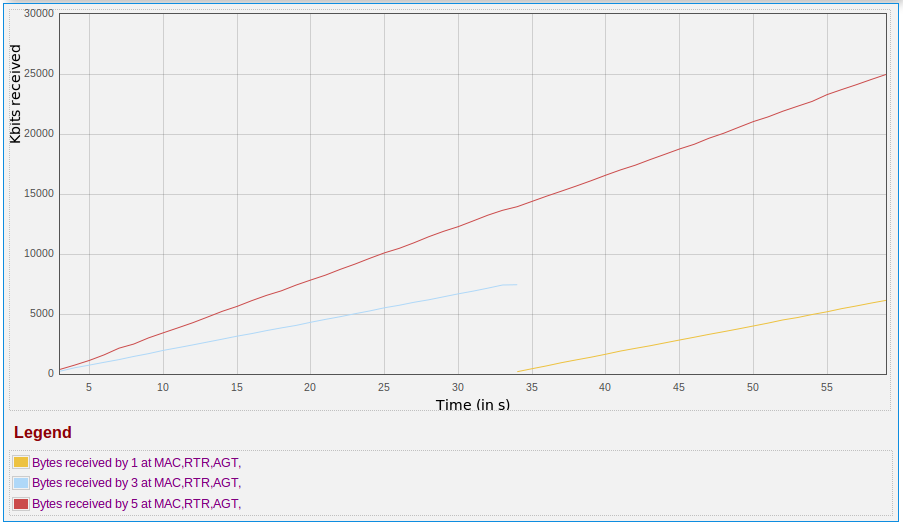 30000
25000
20000
15000
10000
5000
0
Kbits received
5 10 15 20 25 30 35 40 45 50 55
Time (in s)
Legend
Bytes received by 1 at MAC,RTR,AGT,
Bytes received by 3 at MAC,RTR,AGT,
Bytes received by 5 at MAC,RTR,AGT,